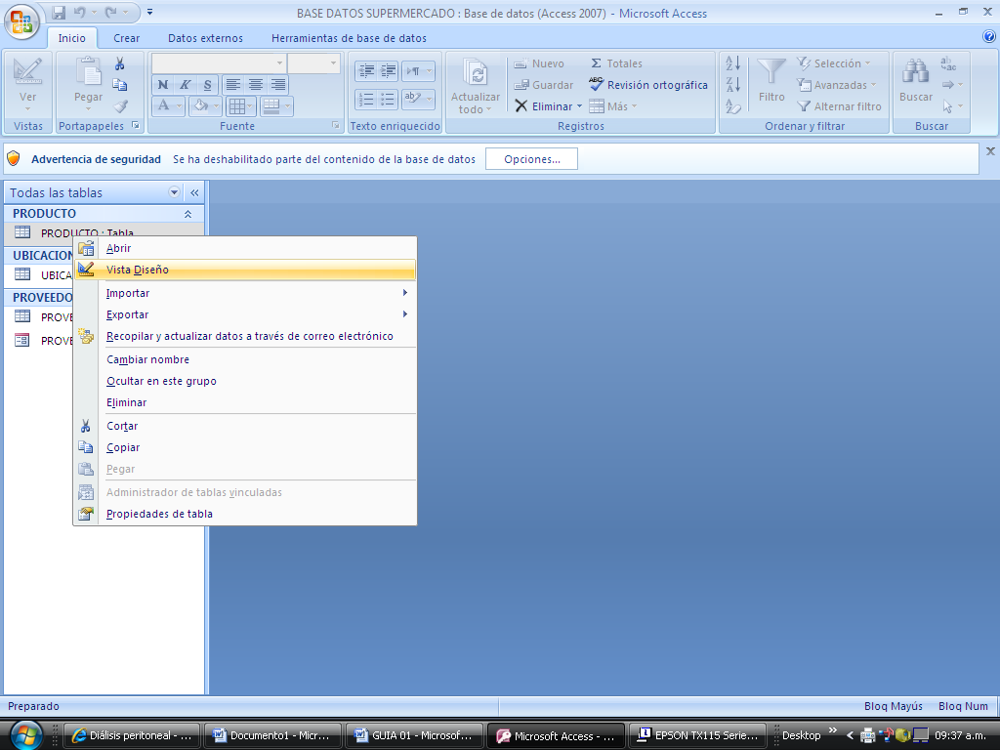 BASE DATOS SUPERMERCADO : Base de datos (Access 2007) - Microsoft Access
Inicio Crear Datos externos Herramientas de base de datos
Ver
Vistas
Pegar
Portapapeles
N K S
A
Fuente
ab
Texto enriquecido
Actualizar todo
Nuevo
Guardar
Eliminar
Σ Totales
ABC Revisión ortográfica
Más
Registros
Filtro
Selección
Avanzadas
Alternar filtro
Ordenar y filtrar
Buscar
Buscar
Advertencia de seguridad Se ha deshabilitado parte del contenido de la base de datos Opciones...
Todas las tablas
PRODUCTO
PRODUCTO : Tabla
UBICACION
UBICA
PROVEEDO
PROVE
PROVE
Abrir
Vista Diseño
Importar
Exportar
Recopilar y actualizar datos a través de correo electrónico
Cambiar nombre
Ocultar en este grupo
Eliminar
Cortar
Copiar
Pegar
Administrador de tablas vinculadas
Propiedades de tabla
Preparado Bloq Mayús Bloq Num
Diálisis peritoneal - ... Documento1 - Micr... GUIA 01 - Microsof... Microsoft Access - ... EPSON TX115 Serie... Desktop 09:37 a.m.